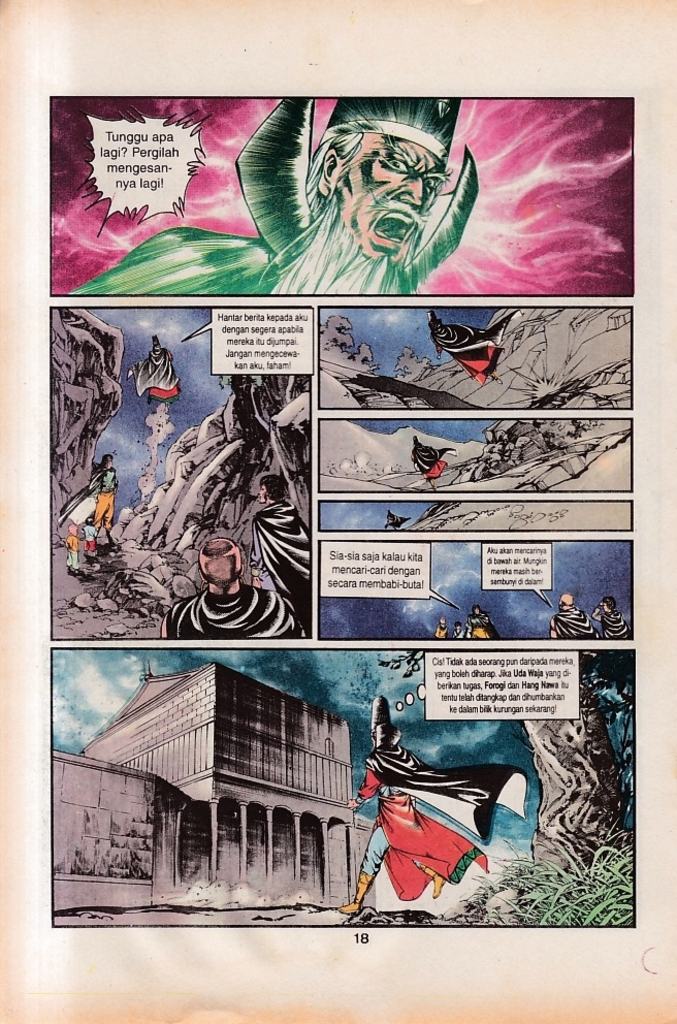 Tunggu apa
lagi? Pergilah
mengesan-
nya lagi!
Hantar berita kepada aku
dengan segera apabila
mereka itu dijumpai.
Jangan mengecewa-
kan aku, faham!
Sia-sia saja kalau kita
mencari-cari dengan
secara membabi-buta!
Aku akan mencarinya
di bawah air. Mungkin
mereka masih ber-
sembunyi di dalam!
Cis! Tidak ada seorang pun daripada mereka
yang boleh diharap. Jika Uda Waja yang di-
berikan tugas, Forogi dan Hang Nawa itu
tentu telah ditangkap dan dihumbankan
ke dalam bilik kurungan sekarang!
18